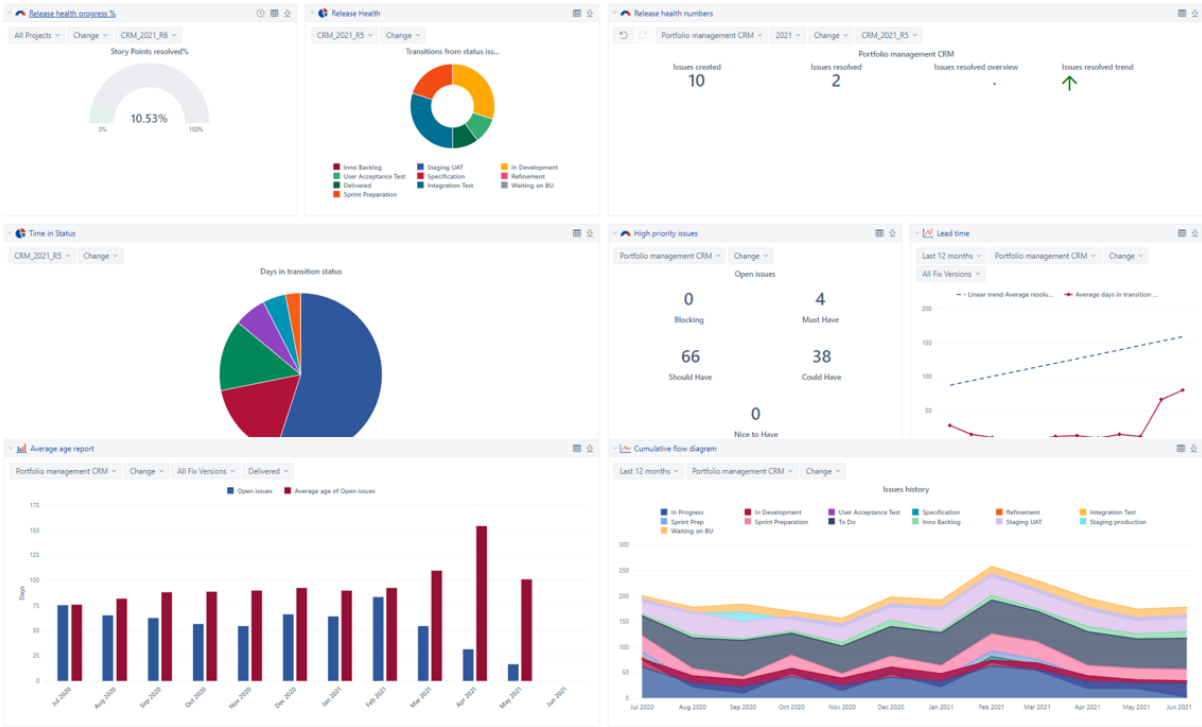 Release health progress %
All Projects
Change
CRM_2021_R6
Story Points resolved%
10.53%
0%
100%
Release Health
CRM_2021_R5
Change
Transitions from status iss...
Inno Backlog
Staging UAT
In Development
User Acceptance Test
Specification
Refinement
Delivered
Integration Test
Waiting on BU
Sprint Preparation
Release health numbers
Portfolio management CRM
2021
Change
CRM_2021_R5
Portfolio management CRM
Issues created
10
Issues resolved
2
Issues resolved overview
Issues resolved trend
Time in Status
CRM_2021_R5
Change
Days in transition status
High priority issues
Portfolio management CRM
Change
Open issues
0
Blocking
4
Must Have
66
Should Have
38
Could Have
0
Nice to Have
Lead time
Last 12 months
Portfolio management CRM
Change
All Fix Versions
Linear trend Average resolu...
Average days in transition ...
200
150
100
50
Average age report
Portfolio management CRM
Change
All Fix Versions
Delivered
Open issues
Average age of Open issues
175
150
125
100
75
50
25
0
Days
Jul 2020
Aug 2020
Sep 2020
Oct 2020
Nov 2020
Dec 2020
Jan 2021
Feb 2021
Mar 2021
Apr 2021
May 2021
Jun 2021
Cumulative flow diagram
Last 12 months
Portfolio management CRM
Change
Issues history
In Progress
In Development
User Acceptance Test
Specification
Refinement
Integration Test
Sprint Prep
Sprint Preparation
To Do
Inno Backlog
Staging UAT
Staging production
Waiting on BU
300
250
200
150
100
50
0
Jul 2020
Aug 2020
Sep 2020
Oct 2020
Nov 2020
Dec 2020
Jan 2021
Feb 2021
Mar 2021
Apr 2021
May 2021
Jun 2021